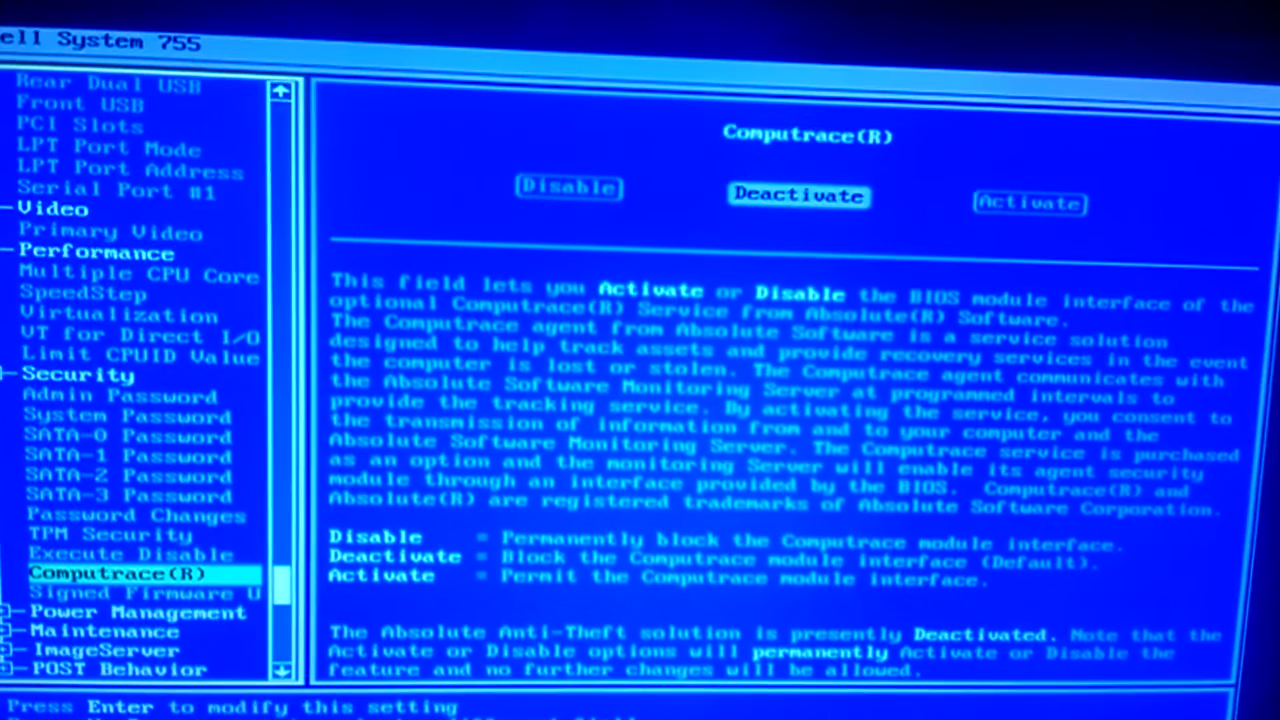 ell System 755
Rear Dual USB
Front USB
PCI Slots
LPT Port Mode
LPT Port Address
Serial Port #1
Video
Primary Video
Performance
Multiple CPU Core
SpeedStep
Virtualization
VT for Direct I/O
Limit CPUID Value
Security
Admin Password
System Password
SATA-0 Password
SATA-1 Password
SATA-2 Password
SATA-3 Password
Password Changes
TPM Security
Execute Disable
Computrace(R)
Signed Firmware U
Power Management
Maintenance
ImageServer
POST Behavior
Computrace(R)
Disable Deactivate Activate
This field lets you Activate or Disable the BIOS module interface of the
optional Computrace(R) Service from Absolute(R) Software.
The Computrace agent from Absolute Software is a service solution
designed to help track assets and provide recovery services in the event
the computer is lost or stolen. The Computrace agent communicates with
the Absolute Software Monitoring Server at programmed intervals to
provide the tracking service. By activating the service, you consent to
the transmission of information from and to your computer and the
Absolute Software Monitoring Server. The Computrace service is purchased
as an option and the monitoring Server will enable its agent security
module through an interface provided by the BIOS. Computrace(R) and
Absolute(R) are registered trademarks of Absolute Software Corporation.
Disable = Permanently block the Computrace module interface.
Deactivate = Block the Computrace module interface (Default).
Activate = Permit the Computrace module interface.
The Absolute Anti-Theft solution is presently Deactivated. Note that the
Activate or Disable options will permanently Activate or Disable the
feature and no further changes will be allowed.
Press Enter to modify this setting